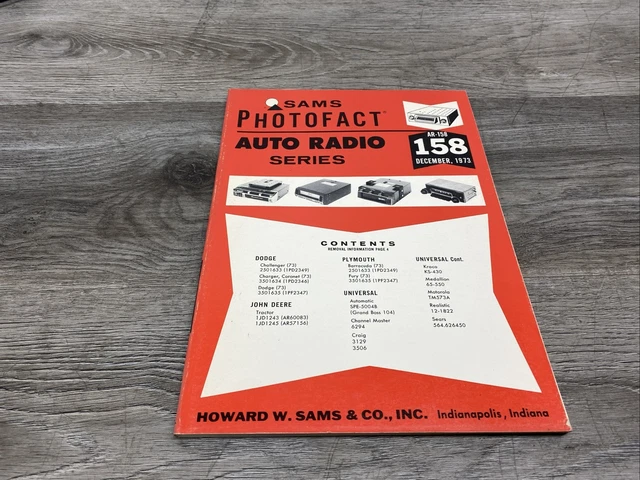 SAMS
PHOTOFACT®
AUTO RADIO
SERIES
AR-158
158
DECEMBER, 1973
CONTENTS
REMOVAL INFORMATION PAGE 4
DODGE
Challenger (73)
2501633 (1PD2349)
Charger, Coronet (73)
3501634 (1PD2346)
Dodge (73)
3501635 (1PF2347)
JOHN DEERE
Tractor
1JD1243 (AR60083)
1JD1245 (AR57156)
PLYMOUTH
Barracuda (73)
2501633 (1PD2349)
Fury (73)
3501635 (1PF2347)
UNIVERSAL
Automatic
SPE-5004B
(Grand Bass 104)
Channel Master
6294
Craig
3129
3506
UNIVERSAL Cont.
Kraco
KS-430
Medallion
65-550
Motorola
TM573A
Realistic
12-1822
Sears
564.626450
HOWARD W. SAMS & CO., INC. Indianapolis, Indiana